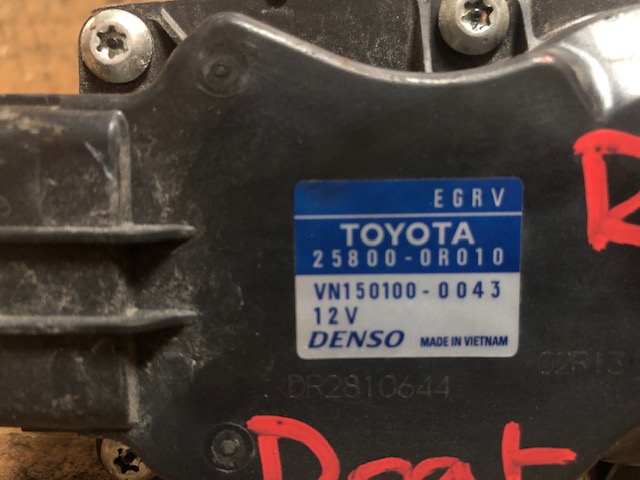 EGRV
TOYOTA
25800-0R010
VN150100-0043
12V
DENSO MADE IN VIETNAM
DR2810644